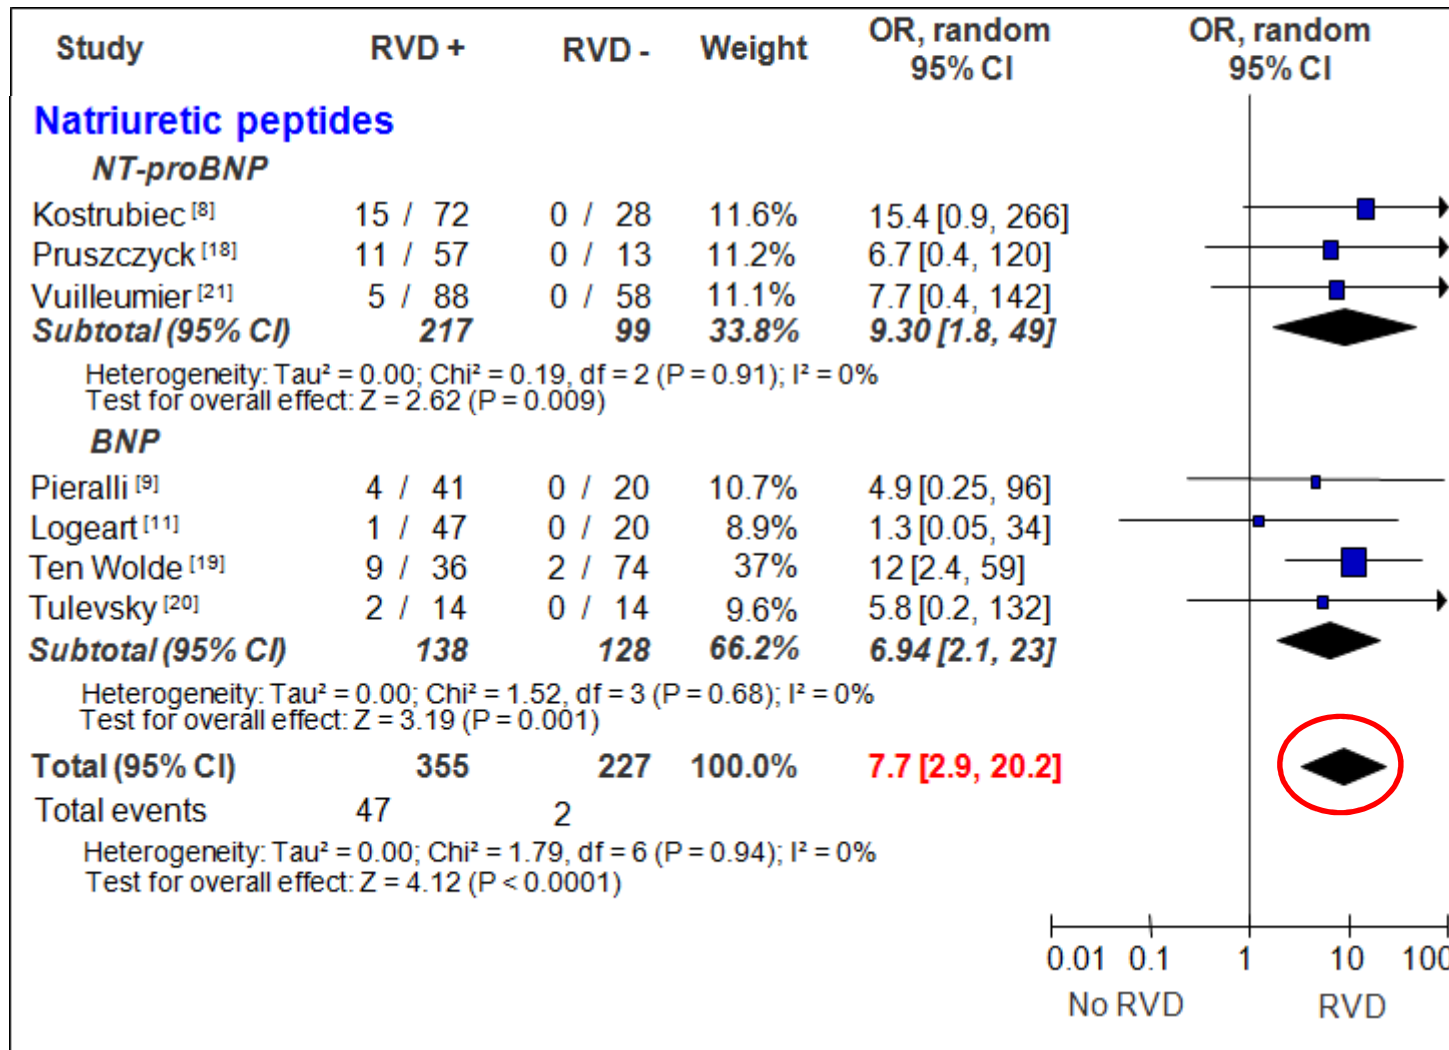 Study RVD + RVD - Weight OR, random 95% CI OR, random 95% CI
Natriuretic peptides
NT-proBNP
Kostrubiec [8] 15 / 72 0 / 28 11.6% 15.4 [0.9, 266]
Pruszczyck [18] 11 / 57 0 / 13 11.2% 6.7 [0.4, 120]
Vuilleumier [21] 5 / 88 0 / 58 11.1% 7.7 [0.4, 142]
Subtotal (95% CI) 217 99 33.8% 9.30 [1.8, 49]
Heterogeneity: Tau² = 0.00; Chi² = 0.19, df = 2 (P = 0.91); I² = 0%
Test for overall effect: Z = 2.62 (P = 0.009)
BNP
Pieralli [9] 4 / 41 0 / 20 10.7% 4.9 [0.25, 96]
Logeart [11] 1 / 47 0 / 20 8.9% 1.3 [0.05, 34]
Ten Wolde [19] 9 / 36 2 / 74 37% 12 [2.4, 59]
Tulevsky [20] 2 / 14 0 / 14 9.6% 5.8 [0.2, 132]
Subtotal (95% CI) 138 128 66.2% 6.94 [2.1, 23]
Heterogeneity: Tau² = 0.00; Chi² = 1.52, df = 3 (P = 0.68); I² = 0%
Test for overall effect: Z = 3.19 (P = 0.001)
Total (95% CI) 355 227 100.0% 7.7 [2.9, 20.2]
Total events 47 2
Heterogeneity: Tau² = 0.00; Chi² = 1.79, df = 6 (P = 0.94); I² = 0%
Test for overall effect: Z = 4.12 (P < 0.0001)
0.01 0.1 1 10 100
No RVD RVD